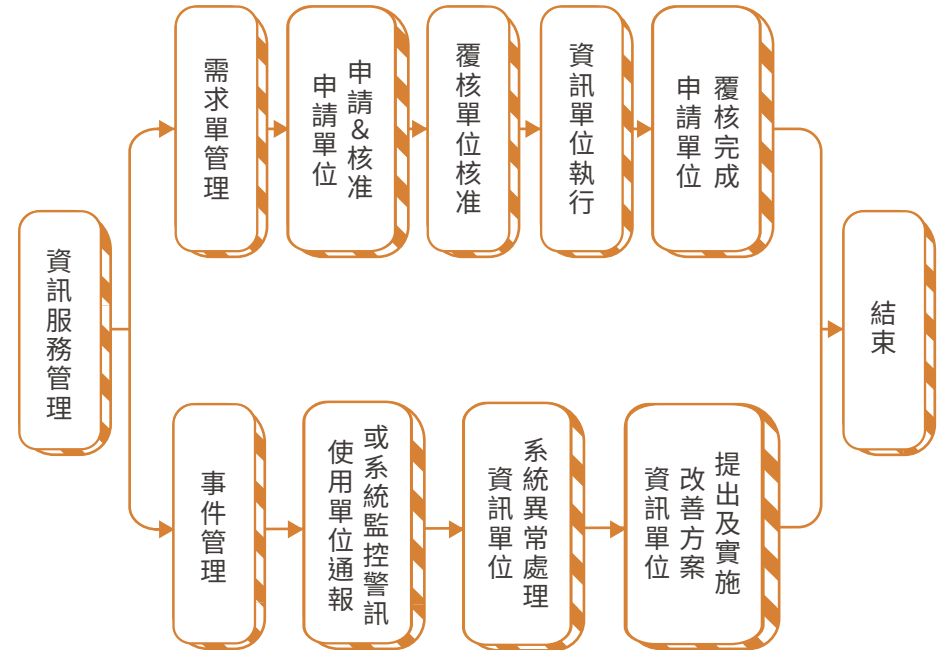 資訊服務管理
需求單管理
申請單位
申請&核准
覆核單位核准
資訊單位執行
申請單位
覆核完成
事件管理
使用單位通報
或系統監控警訊
資訊單位
系統異常處理
資訊單位
改善方案
提出及實施
結束